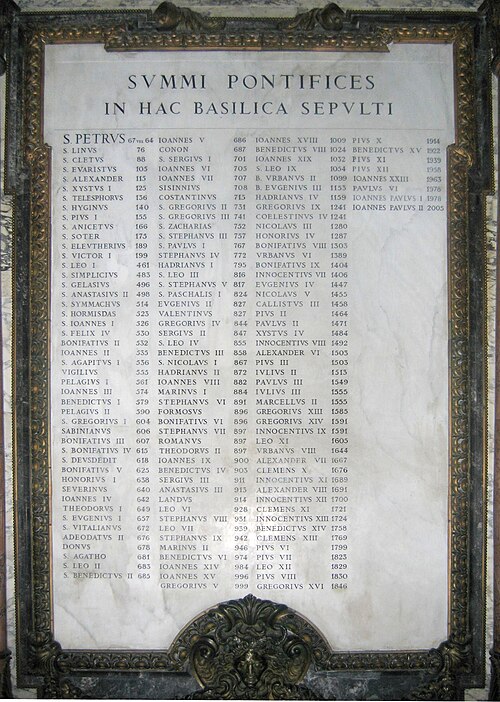 SVMMI PONTIFICES
IN HAC BASILICA SEPVLTI
S. PETRVS 67 VEL 64
S. LINVS 76
S. CLETVS 88
S. EVARISTVS 105
S. ALEXANDER 115
S. XYSTVS I 125
S. TELESPHORVS 136
S. HYGINVS 140
S. PIVS I 155
S. ANICETVS 166
S. SOTER 175
S. ELEVTHERIVS 189
S. VICTOR I 199
S. LEO I 461
S. SIMPLICIVS 483
S. GELASIVS 496
S. ANASTASIVS II 498
S. SYMMACHVS 514
S. HORMISDAS 523
S. IOANNES I 526
S. FELIX IV 530
BONIFATIVS II 532
IOANNES II 535
S. AGAPITVS I 536
VIGILIVS 555
PELAGIVS I 561
IOANNES III 574
BENEDICTVS I 579
PELAGIVS II 590
S. GREGORIVS I 604
SABINIANVS 606
BONIFATIVS III 607
S. BONIFATIVS IV 615
S. DEVSDEDIT 618
BONIFATIVS V 625
HONORIVS I 638
SEVERINVS 640
IOANNES IV 642
THEODORVS I 649
S. EVGENIVS I 657
S. VITALIANVS 672
ADEODATVS II 676
DONVS 678
S. AGATHO 681
S. LEO II 683
S. BENEDICTVS II 685
IOANNES V 686
CONON 687
S. SERGIVS I 701
IOANNES VI 705
IOANNES VII 707
SISINNIVS 708
COSTANTINVS 715
S. GREGORIVS II 731
S. GREGORIVS III 741
S. ZACHARIAS 752
S. STEPHANVS III 757
S. PAVLVS I 767
STEPHANVS IV 772
HADRIANVS I 795
S. LEO III 816
S. STEPHANVS V 817
S. PASCHALIS I 824
EVGENIVS II 827
VALENTINVS 827
GREGORIVS IV 844
SERGIVS II 847
S. LEO IV 855
BENEDICTVS III 858
S. NICOLAVS I 867
HADRIANVS II 872
IOANNES VIII 882
MARINVS I 884
STEPHANVS VI 891
FORMOSVS 896
BONIFATIVS VI 896
STEPHANVS VII 897
ROMANVS 897
THEODORVS II 897
IOANNES IX 900
BENEDICTVS IV 903
SERGIVS III 911
ANASTASIVS III 913
LANDVS 914
LEO VI 928
STEPHANVS VIII 931
LEO VII 939
STEPHANVS IX 942
MARINVS II 946
BENEDICTVS VI 974
IOANNES XIV 984
IOANNES XV 996
GREGORIVS V 999
IOANNES XVIII 1009
BENEDICTVS VIII 1024
IOANNES XIX 1032
S. LEO IX 1054
B. VRBANVS II 1099
B. EVGENIVS III 1153
HADRIANVS IV 1159
GREGORIVS IX 1241
COELESTINVS IV 1241
NICOLAVS III 1280
HONORIVS IV 1287
BONIFATIVS VIII 1303
VRBANVS VI 1389
BONIFATIVS IX 1404
INNOCENTIVS VII 1406
EVGENIVS IV 1447
NICOLAVS V 1455
CALLISTVS III 1458
PIVS II 1464
PAVLVS II 1471
XYSTVS IV 1484
INNOCENTIVS VIII 1492
ALEXANDER VI 1503
PIVS III 1503
IVLIVS II 1513
PAVLVS III 1549
IVLIVS III 1555
MARCELLVS II 1555
GREGORIVS XIII 1585
GREGORIVS XIV 1591
INNOCENTIVS IX 1591
LEO XI 1605
VRBANVS VIII 1644
ALEXANDER VII 1667
CLEMENS X 1676
INNOCENTIVS XI 1689
ALEXANDER VIII 1691
INNOCENTIVS XII 1700
CLEMENS XI 1721
INNOCENTIVS XIII 1724
BENEDICTVS XIV 1758
CLEMENS XIII 1769
PIVS VI 1799
PIVS VII 1823
LEO XII 1829
PIVS VIII 1830
GREGORIVS XVI 1846
PIVS X 1914
BENEDICTVS XV 1922
PIVS XI 1939
PIVS XII 1958
IOANNES XXIII 1963
PAVLVS VI 1978
IOANNES PAVLVS I 1978
IOANNES PAVLVS II 2005